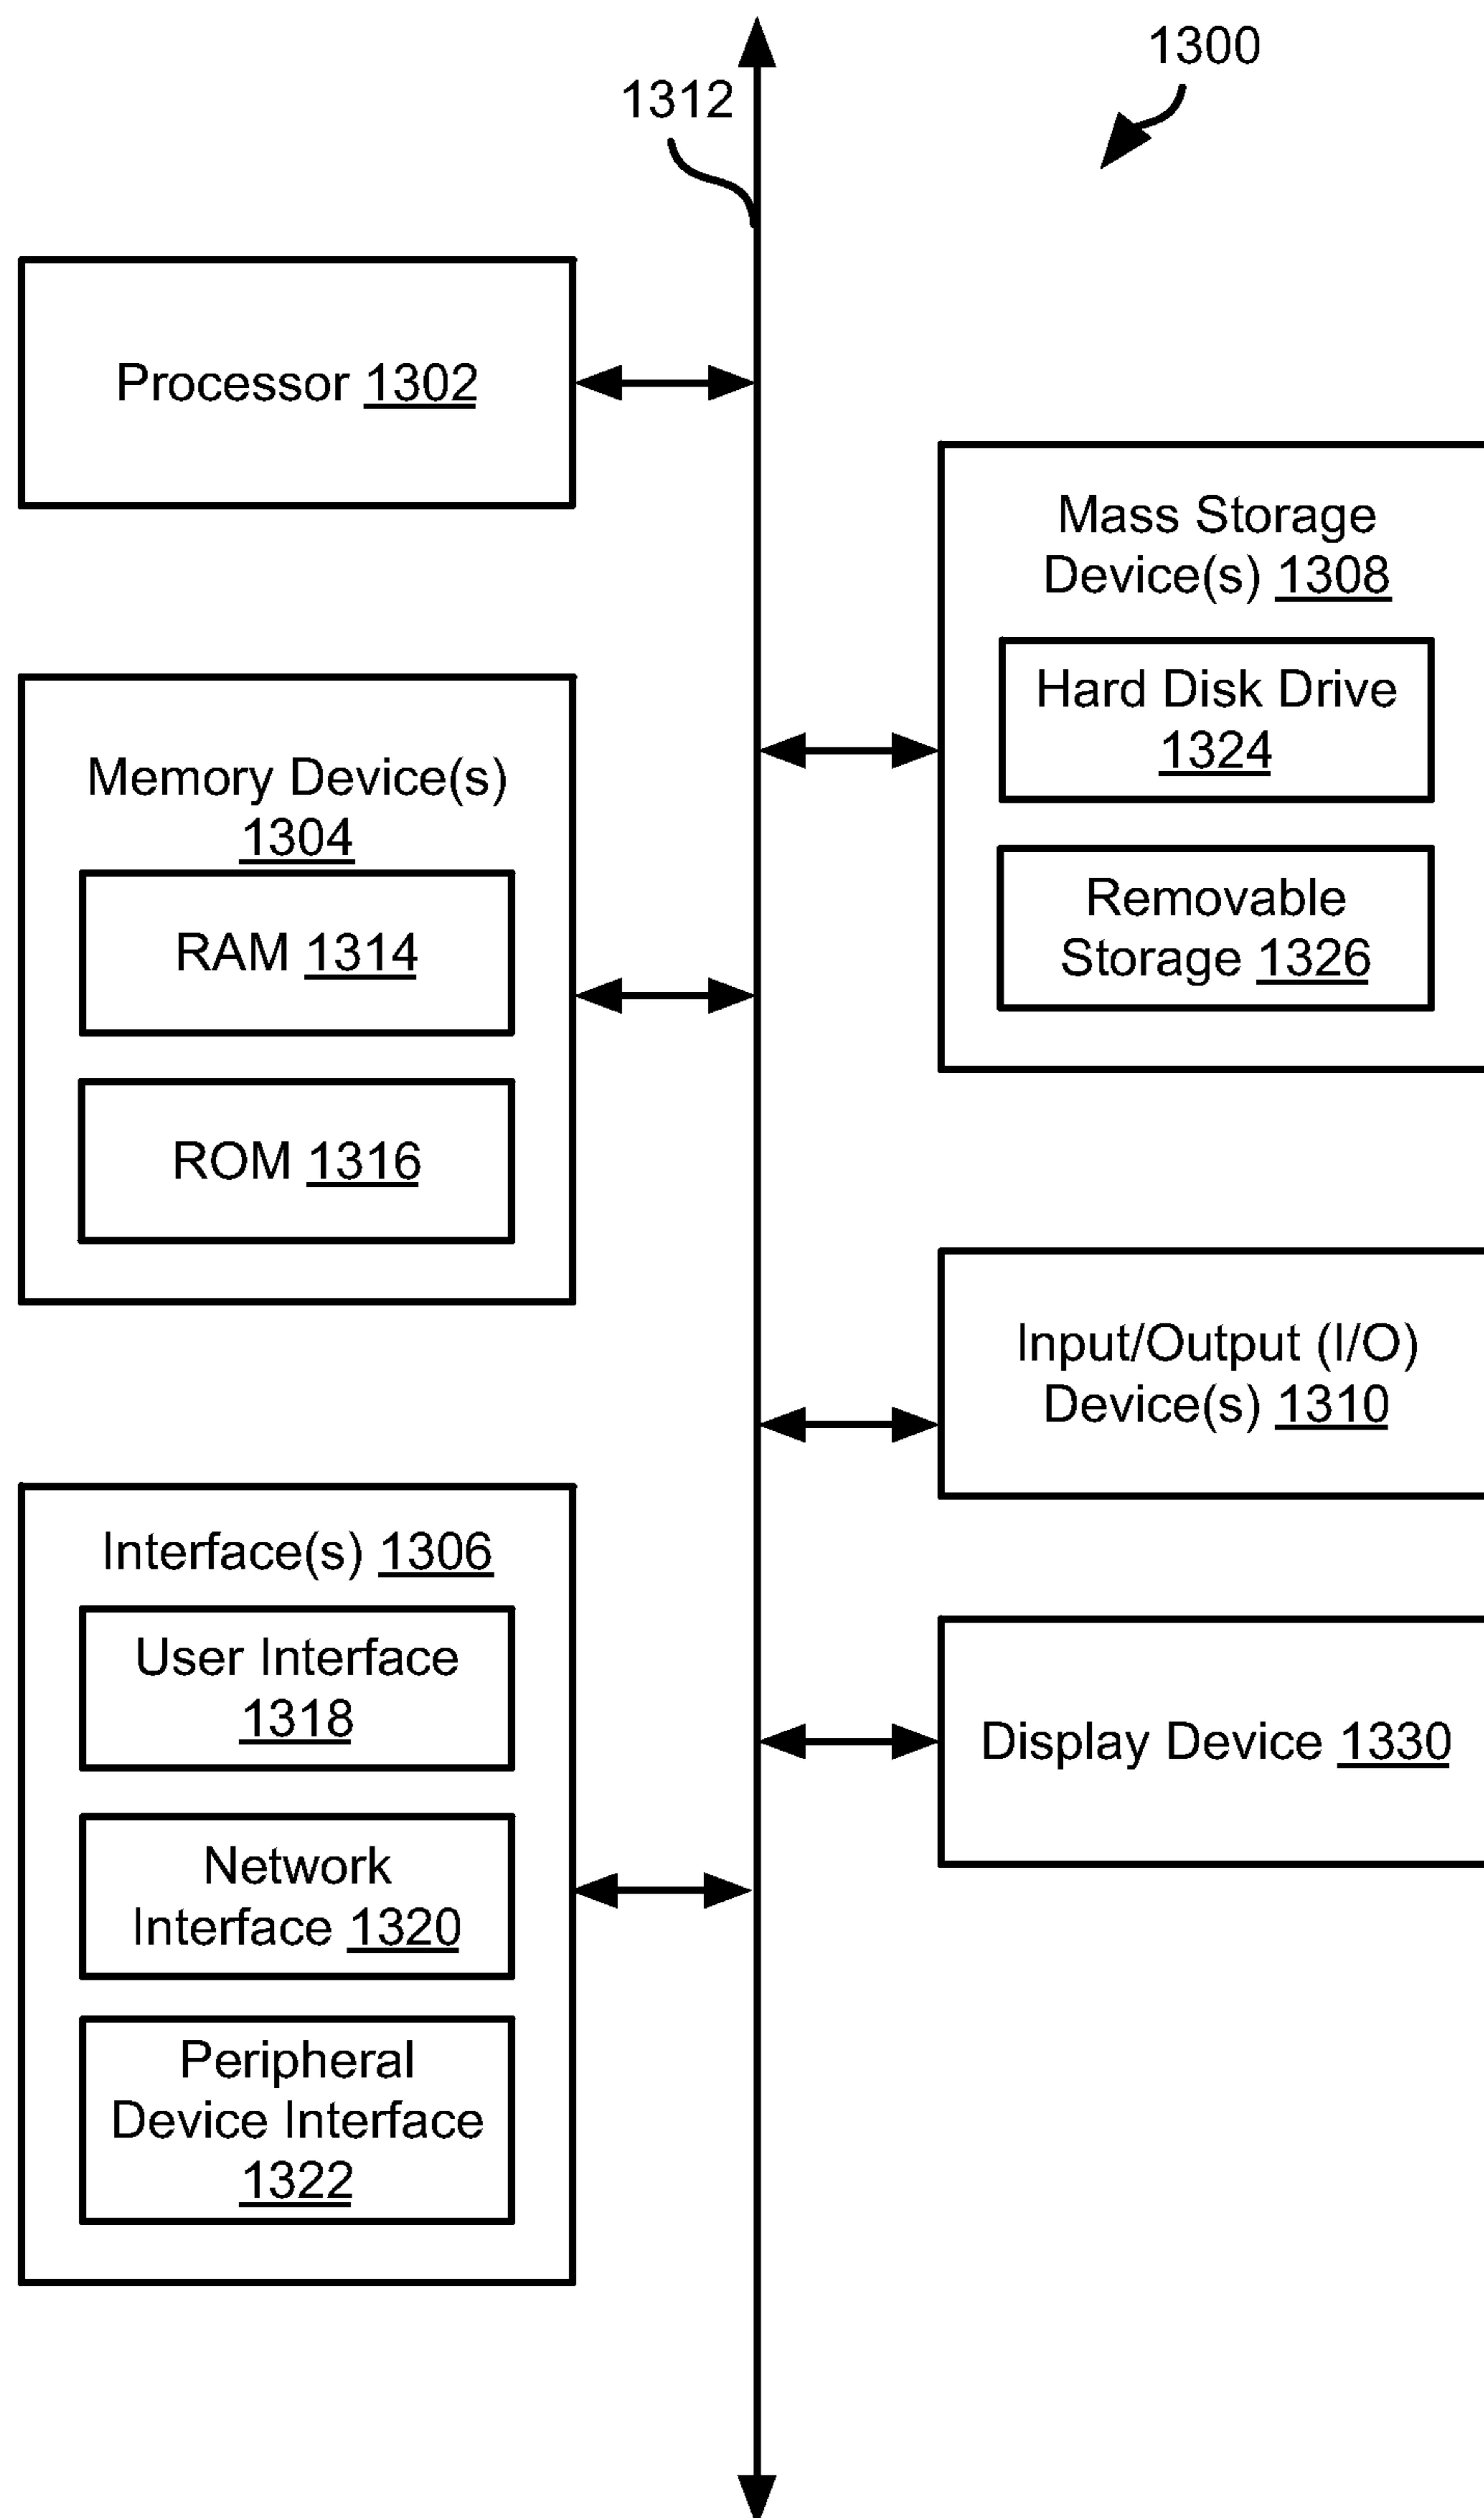 1300
1312
Processor 1302
Mass Storage
Device(s) 1308
Hard Disk Drive
1324
Removable
Storage 1326
Memory Device(s)
1304
RAM 1314
ROM 1316
Input/Output (I/O)
Device(s) 1310
Interface(s) 1306
User Interface
1318
Network
Interface 1320
Peripheral
Device Interface
1322
Display Device 1330